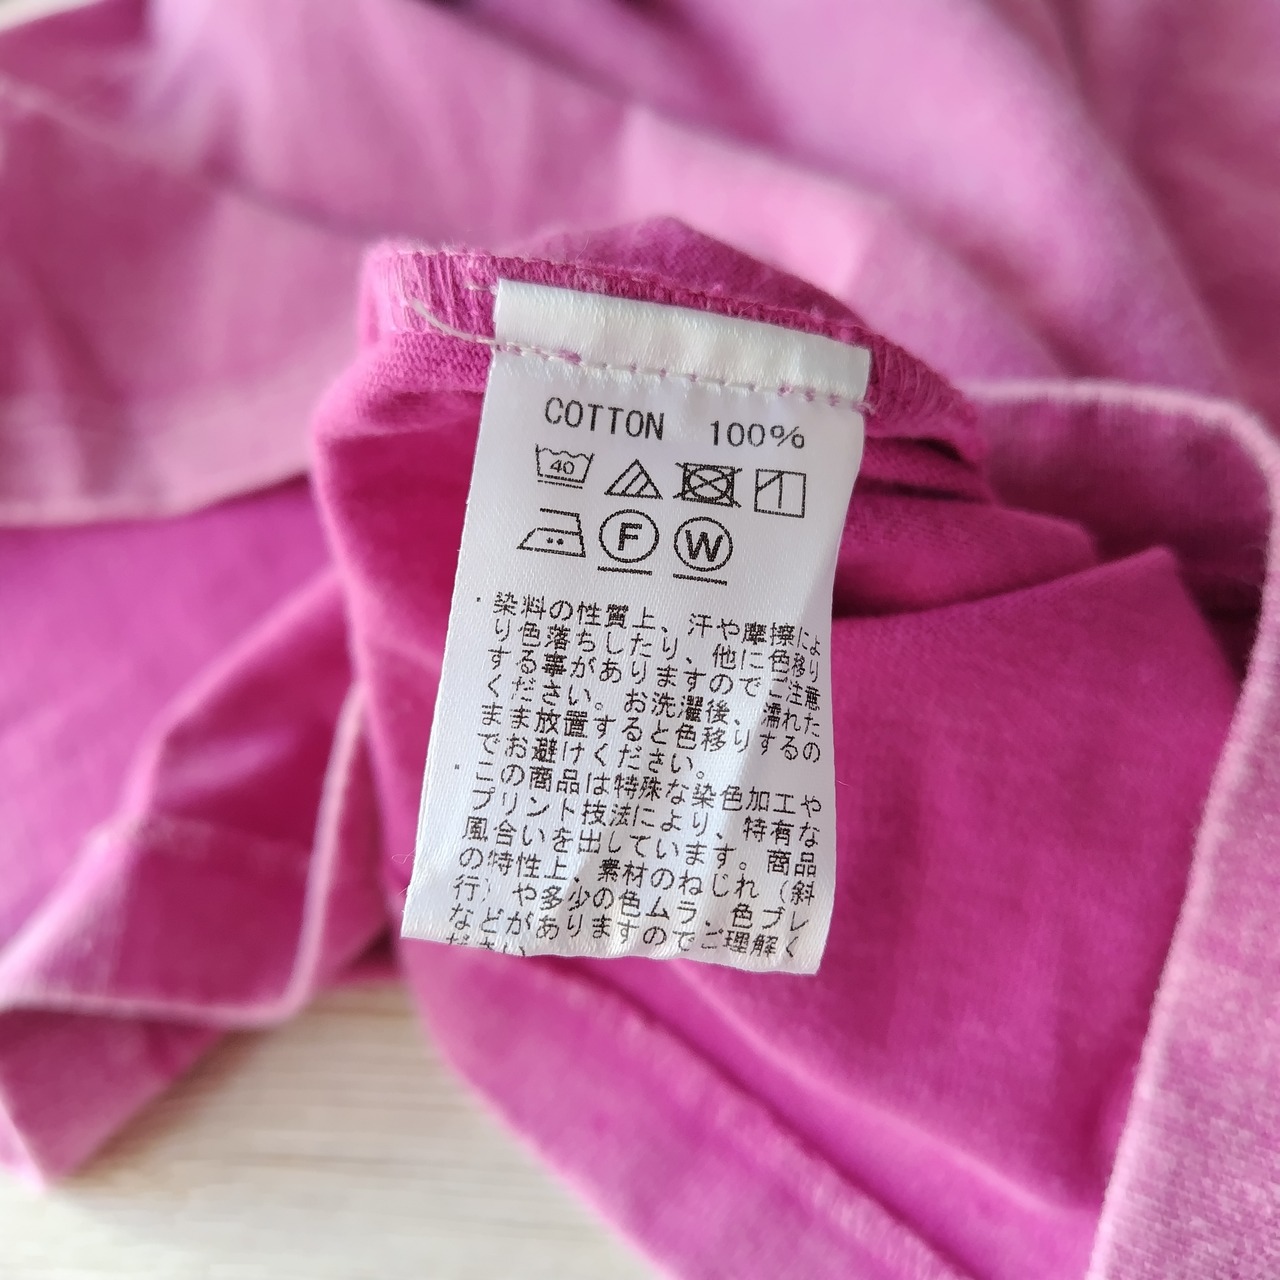 COTTON 100%
40
F W
・染料の性質上、汗や摩擦によ
り色落ちしたり、他に色移り
する事がありますのでご注意
ください。お洗濯後、濡れた
まま放置すると色移りするの
でお避けください。
・この商品は特殊な染色加工や
プリント技法により、特有な
風合いを出しています。商品
の特性上、素材のねじれ（斜
行）や多少の色ムラ、色ブレ
などがありますのでご理解く
ださい。